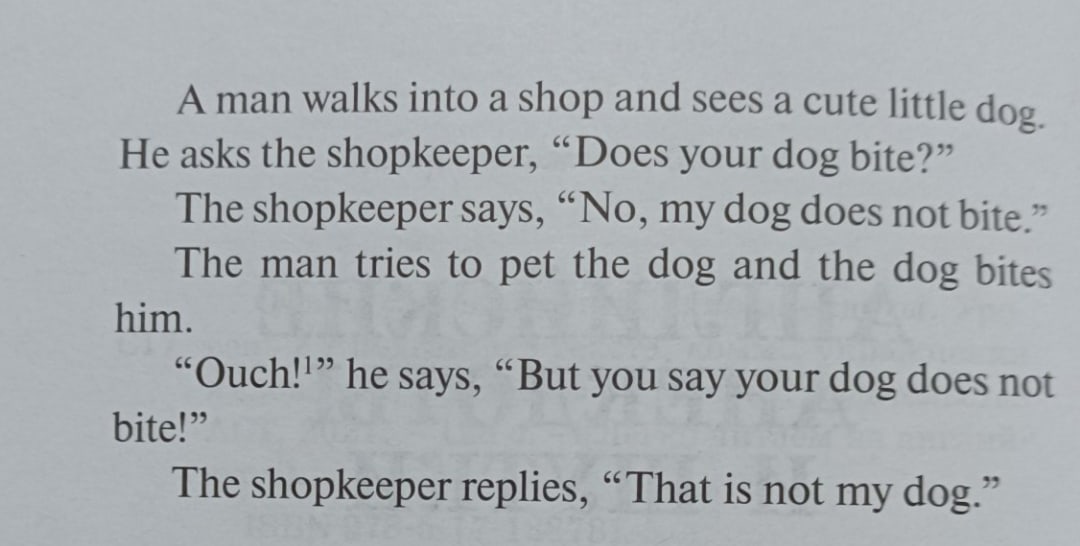 A man walks into a shop and sees a cute little dog.
He asks the shopkeeper, “Does your dog bite?”
The shopkeeper says, “No, my dog does not bite.”
The man tries to pet the dog and the dog bites
him.
“Ouch!¹” he says, “But you say your dog does not
bite!”
The shopkeeper replies, “That is not my dog.”